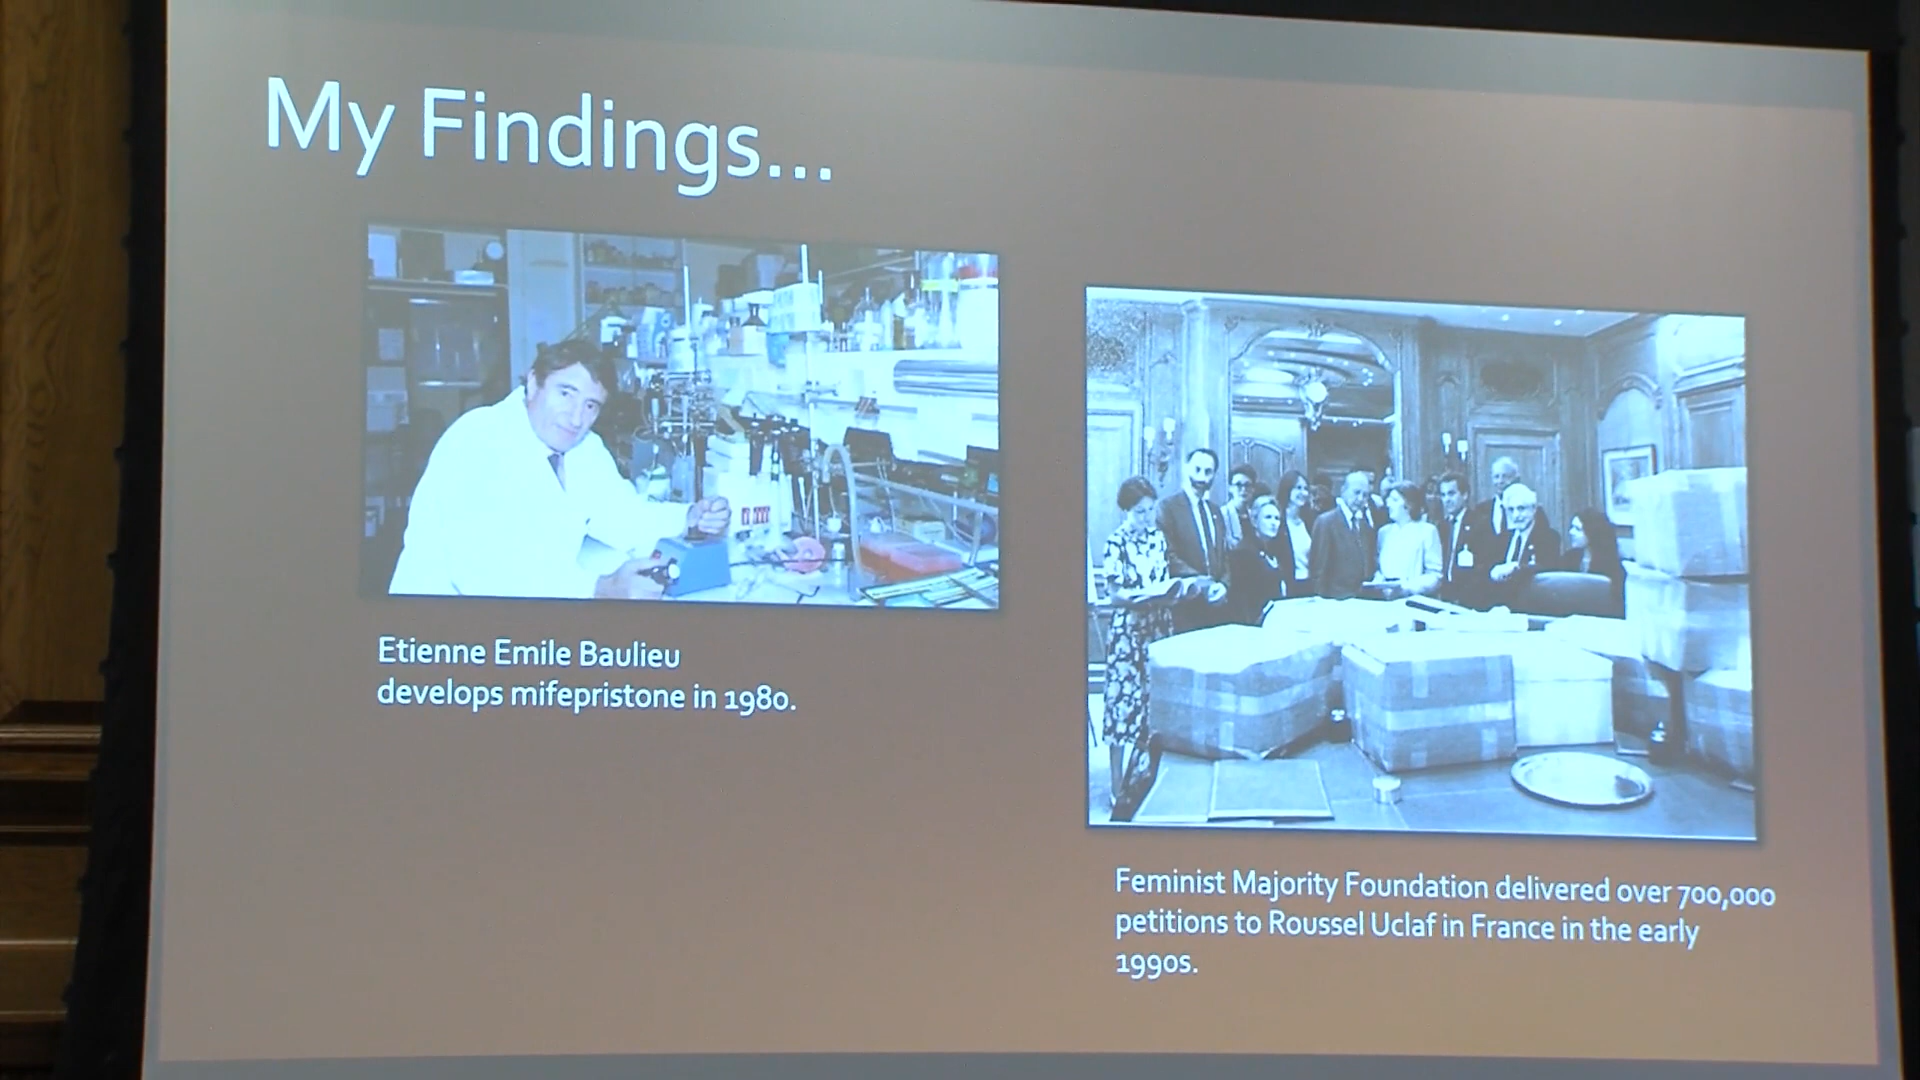 My Findings...
Etienne Emile Baulieu
develops mifepristone in 1980.
Feminist Majority Foundation delivered over 700,000
petitions to Roussel Uclaf in France in the early
1990s.